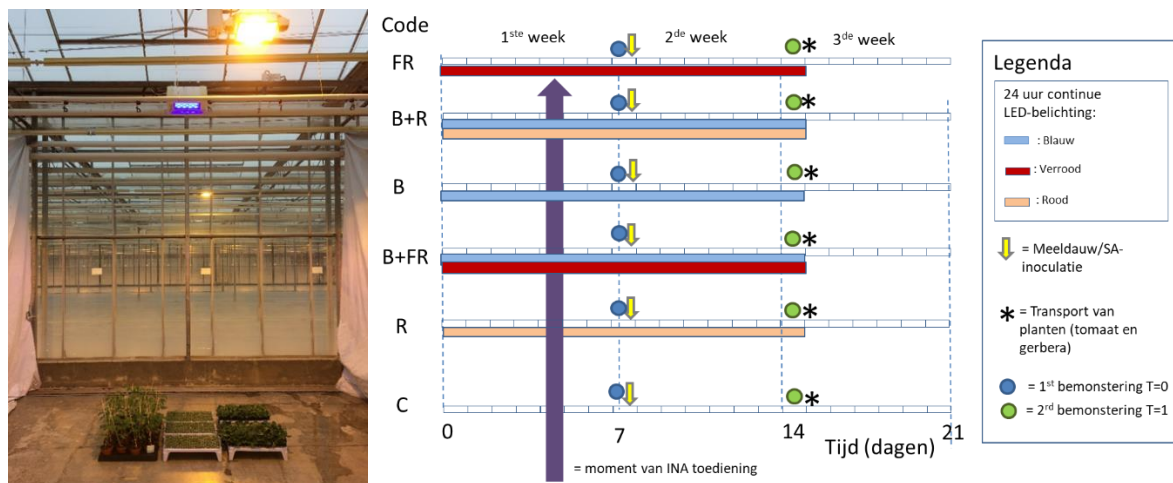 Code
1ste week
2de week
3de week
FR
B+R
B
B+FR
R
C
0
7
14
21
Tijd (dagen)
= moment van INA toediening
Legenda
24 uur continue
LED-belichting:
: Blauw
: Verrood
: Rood
= Meeldauw/SA-
inoculatie
* = Transport van
planten (tomaat en
gerbera)
= 1st bemonstering T=0
= 2rd bemonstering T=1